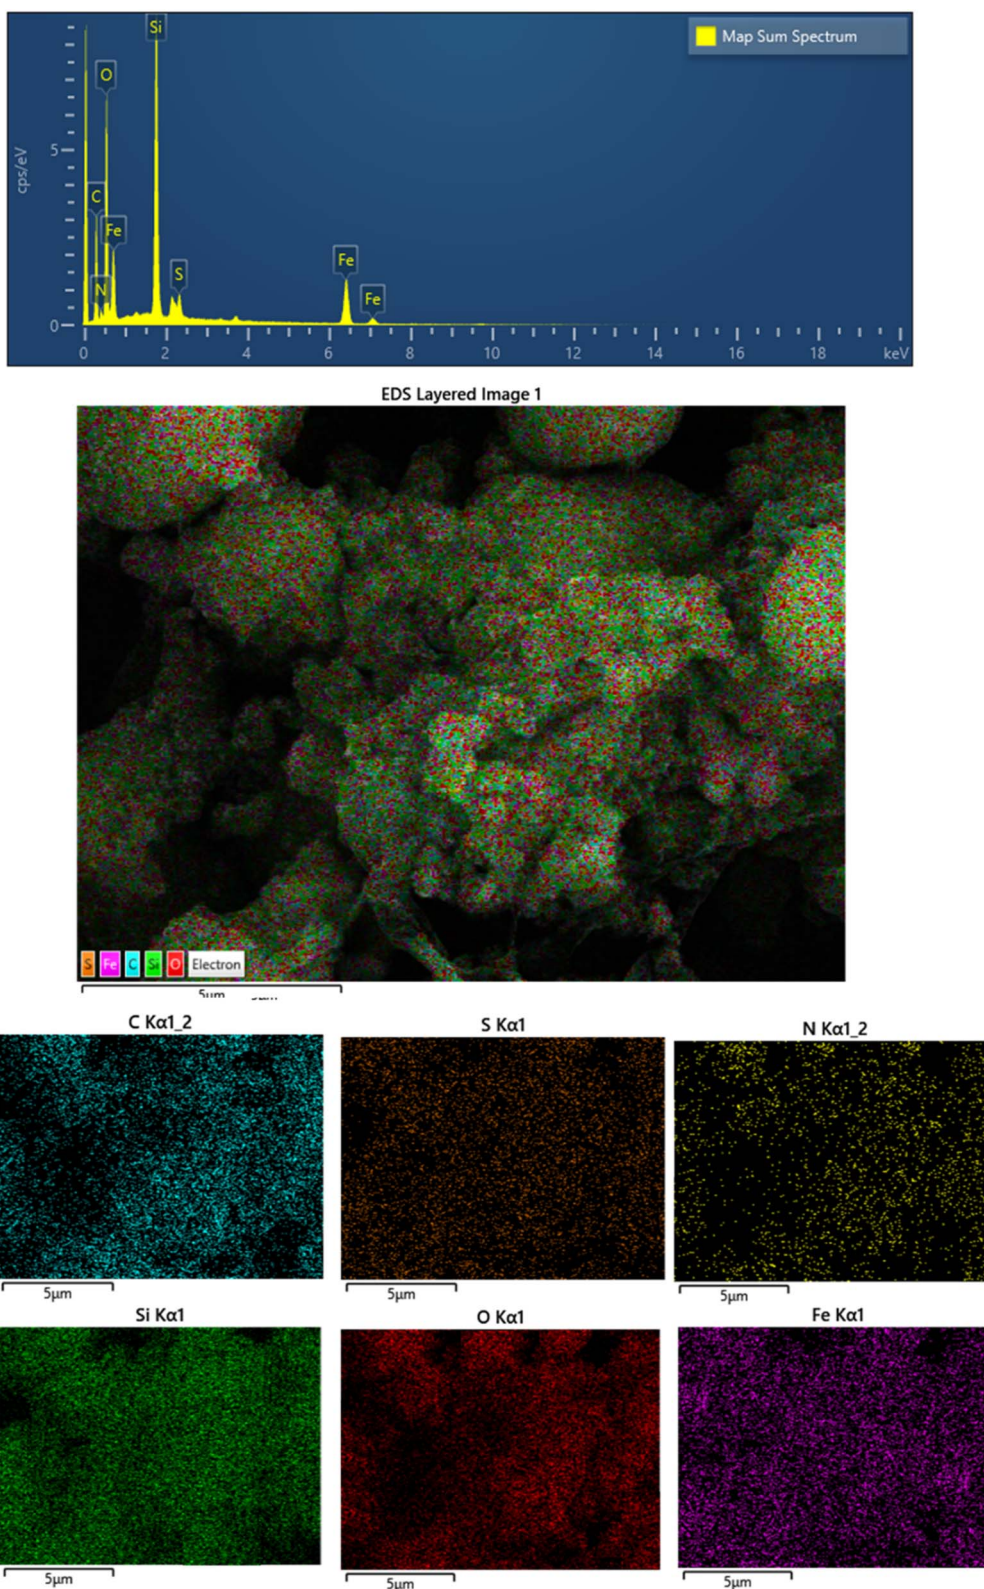 Si
Map Sum Spectrum
O
5
cps/eV
C
Fe
S
Fe
N
Fe
0
0 2 4 6 8 10 12 14 16 18 keV
EDS Layered Image 1
S Fe C Si O Electron
5µm
C Kα1_2
S Kα1
N Kα1_2
5µm
5µm
5µm
Si Kα1
O Kα1
Fe Kα1
5µm
5µm
5µm